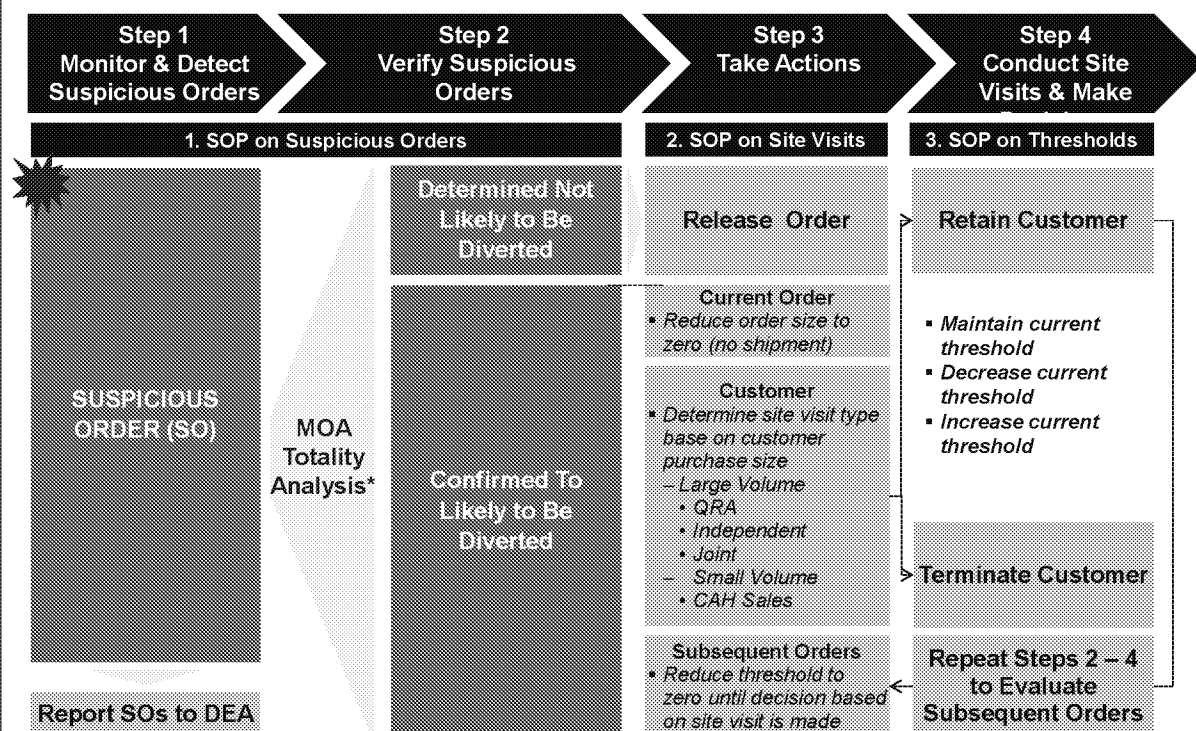 Step 1
Monitor & Detect
Suspicious Orders
Step 2
Verify Suspicious
Orders
Step 3
Take Actions
Step 4
Conduct Site
Visits & Make
1. SOP on Suspicious Orders
2. SOP on Site Visits
3. SOP on Thresholds
SUSPICIOUS
ORDER (SO)
Report SOs to DEA
MOA
Totality
Analysis*
Determined Not
Likely to Be
Diverted
Confirmed To
Likely to Be
Diverted
Release Order
Current Order
▪ Reduce order size to
zero (no shipment)
Customer
▪ Determine site visit type
base on customer
purchase size
– Large Volume
• QRA
• Independent
• Joint
– Small Volume
• CAH Sales
Subsequent Orders
▪ Reduce threshold to
zero until decision based
on site visit is made
Retain Customer
▪ Maintain current
threshold
▪ Decrease current
threshold
▪ Increase current
threshold
Terminate Customer
Repeat Steps 2 – 4
to Evaluate
Subsequent Orders